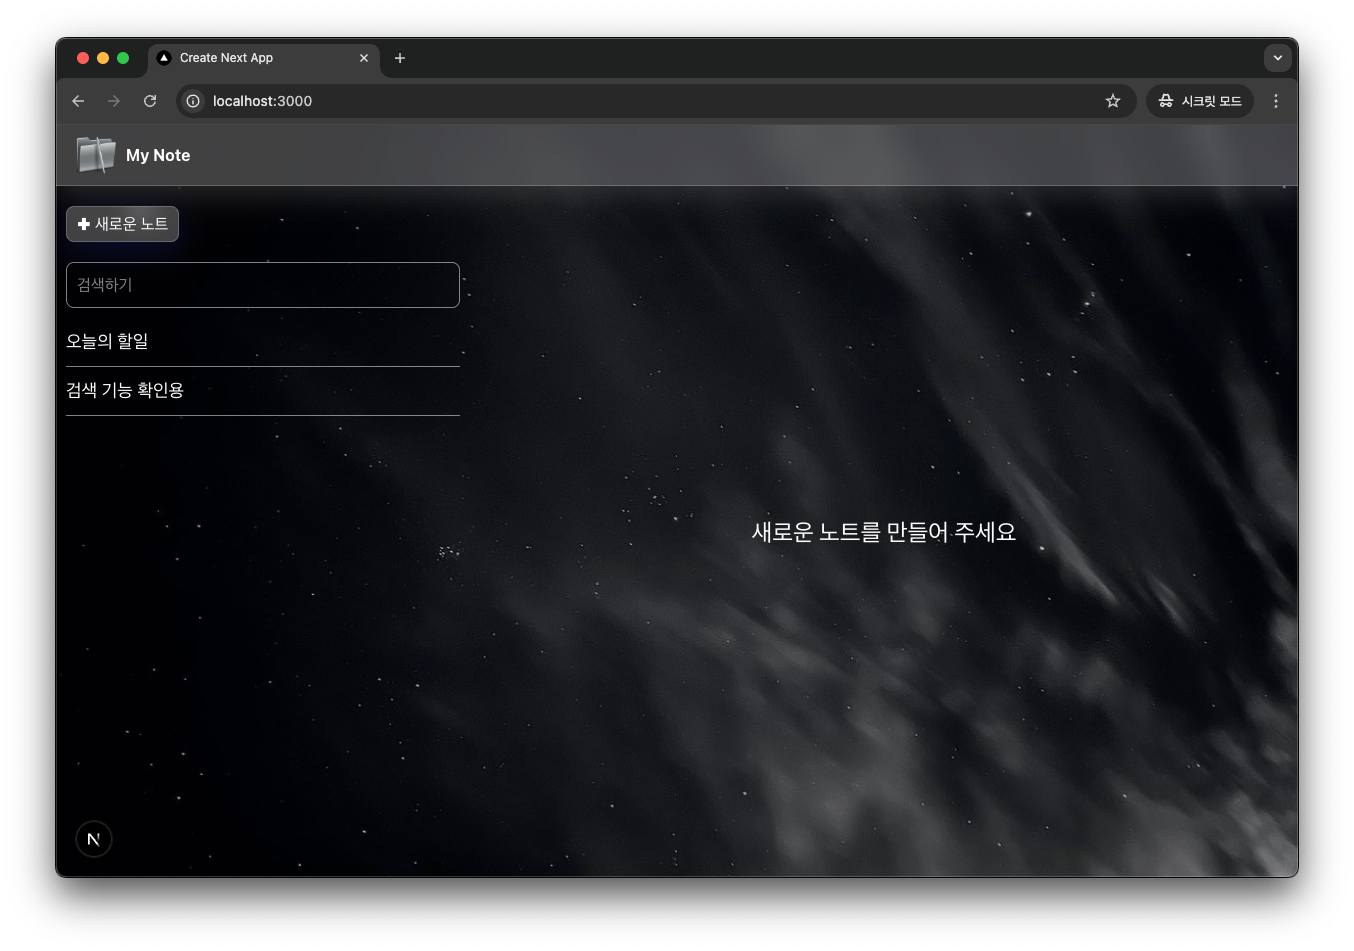 Create Next App
localhost:3000
시크릿 모드
My Note
새로운 노트
검색하기
오늘의 할일
검색 기능 확인용
새로운 노트를 만들어 주세요
N